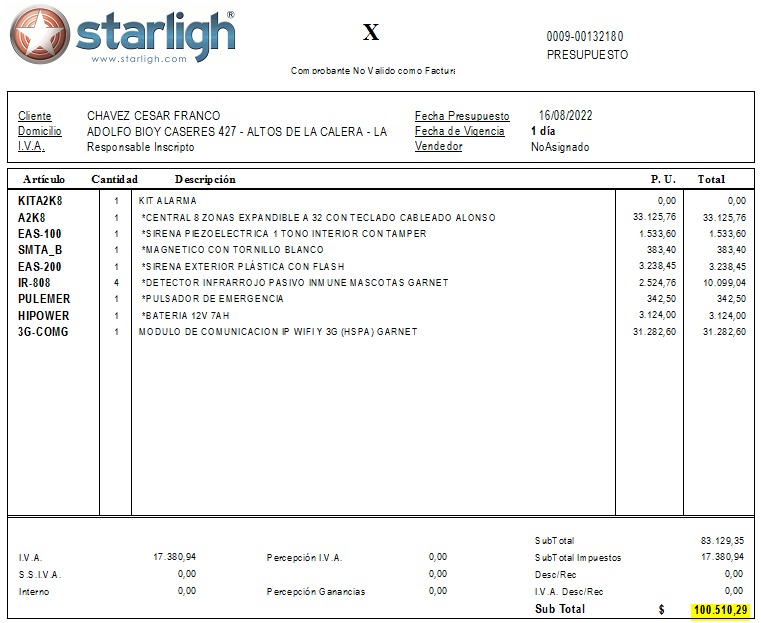 starligh®
www.starligh.com
X
Comprobante No Valido como Factura
0009-00132180
PRESUPUESTO
Cliente CHAVEZ CESAR FRANCO Fecha Presupuesto 16/08/2022
Domicilio ADOLFO BIOY CASERES 427 - ALTOS DE LA CALERA - LA Fecha de Vigencia 1 día
I.V.A. Responsable Inscripto Vendedor NoAsignado
Artículo Cantidad Descripción P. U. Total
KITA2K8 1 KIT ALARMA 0,00 0,00
A2K8 1 *CENTRAL 8 ZONAS EXPANDIBLE A 32 CON TECLADO CABLEADO ALONSO 33.125,76 33.125,76
EAS-100 1 *SIRENA PIEZOELECTRICA 1 TONO INTERIOR CON TAMPER 1.533,60 1.533,60
SMTA_B 1 *MAGNETICO CON TORNILLO BLANCO 383,40 383,40
EAS-200 1 *SIRENA EXTERIOR PLÁSTICA CON FLASH 3.238,45 3.238,45
IR-808 4 *DETECTOR INFRARROJO PASIVO INMUNE MASCOTAS GARNET 2.524,76 10.099,04
PULEMER 1 *PULSADOR DE EMERGENCIA 342,50 342,50
HIPOWER 1 *BATERIA 12V 7AH 3.124,00 3.124,00
3G-COMG 1 MODULO DE COMUNICACION IP WIFI Y 3G (HSPA) GARNET 31.282,60 31.282,60
SubTotal 83.129,35
I.V.A. 17.380,94 Percepción I.V.A. 0,00 SubTotal Impuestos 17.380,94
S.S.I.V.A. 0,00 0,00 Desc/Rec 0,00
Interno 0,00 Percepción Ganancias 0,00 I.V.A. Desc/Rec 0,00
Sub Total $ 100.510,29